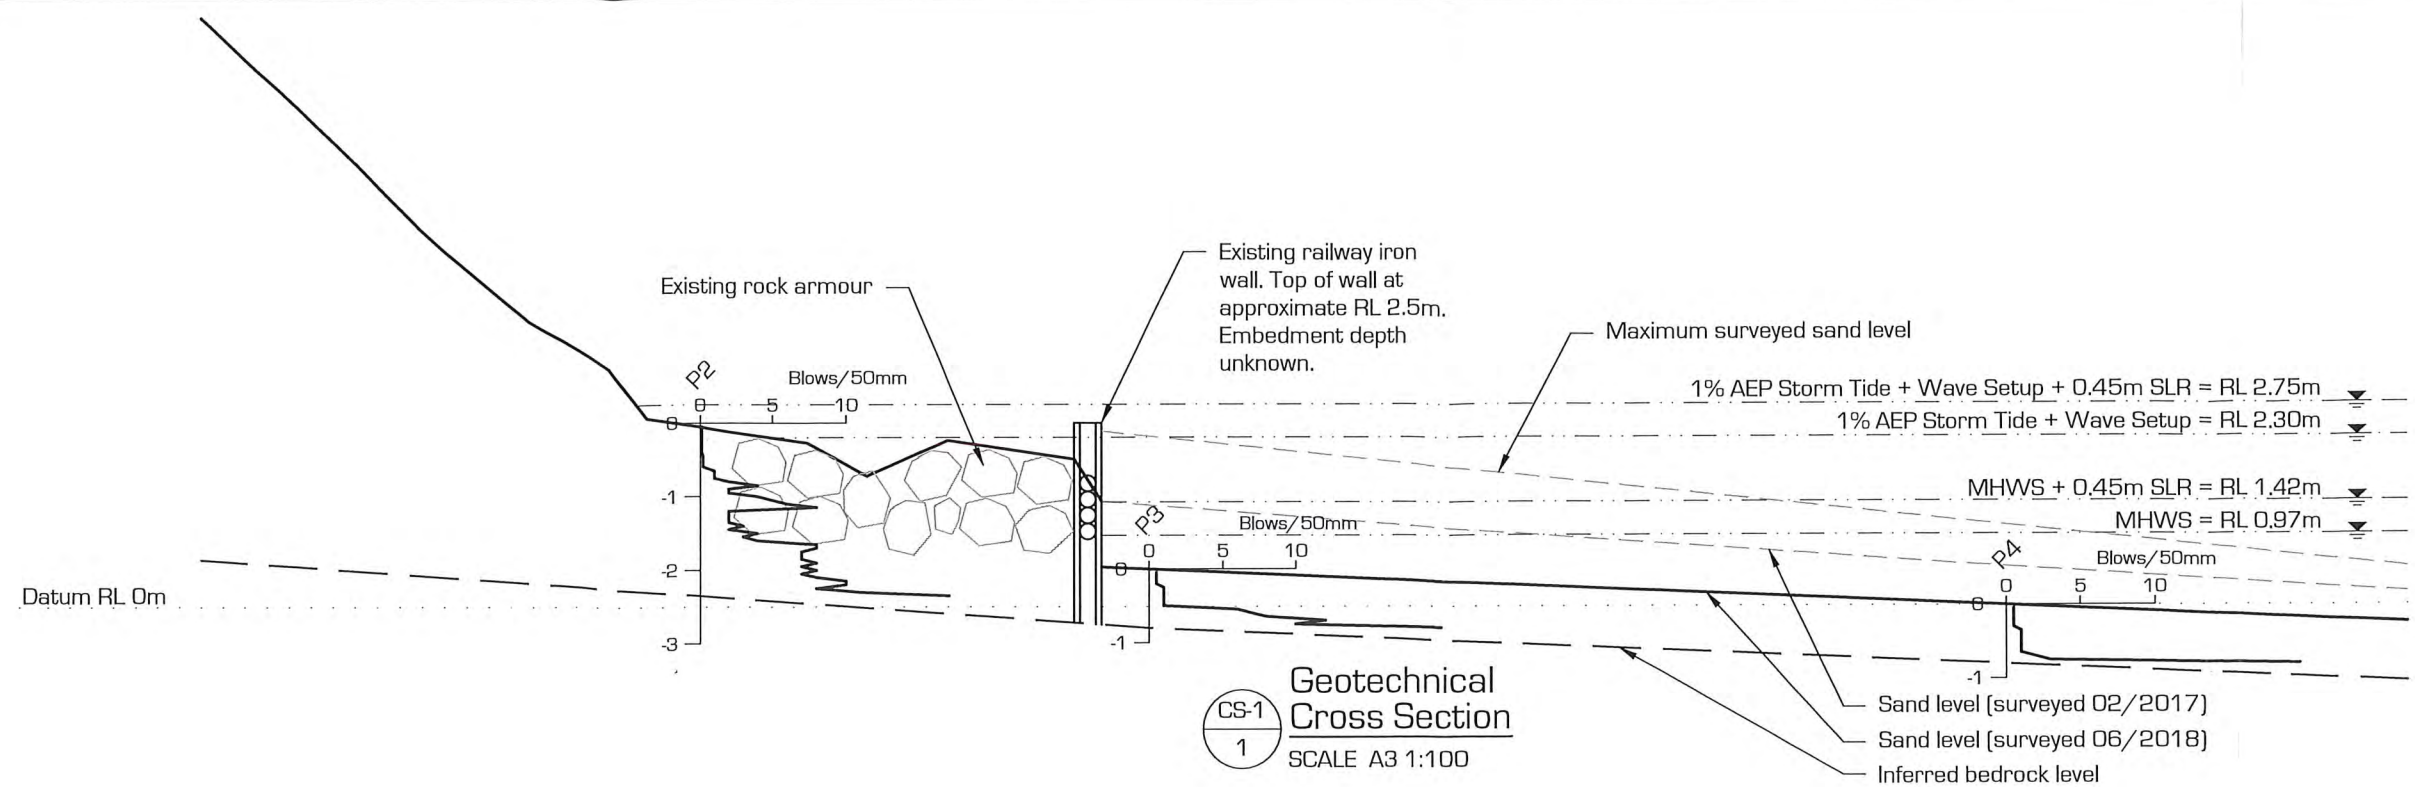 Existing railway iron
wall. Top of wall at
approximate RL 2.5m.
Embedment depth
unknown.
Existing rock armour
Maximum surveyed sand level
P2
Blows/50mm
0 5 10
0
-1
-2
-3
1% AEP Storm Tide + Wave Setup + 0.45m SLR = RL 2.75m
1% AEP Storm Tide + Wave Setup = RL 2.30m
MHWS + 0.45m SLR = RL 1.42m
MHWS = RL 0.97m
P3
Blows/50mm
0 5 10
0
-1
P4
Blows/50mm
0 5 10
0
-1
Datum RL 0m
CS-1
1
Geotechnical
Cross Section
SCALE A3 1:100
Sand level (surveyed 02/2017)
Sand level (surveyed 06/2018)
Inferred bedrock level